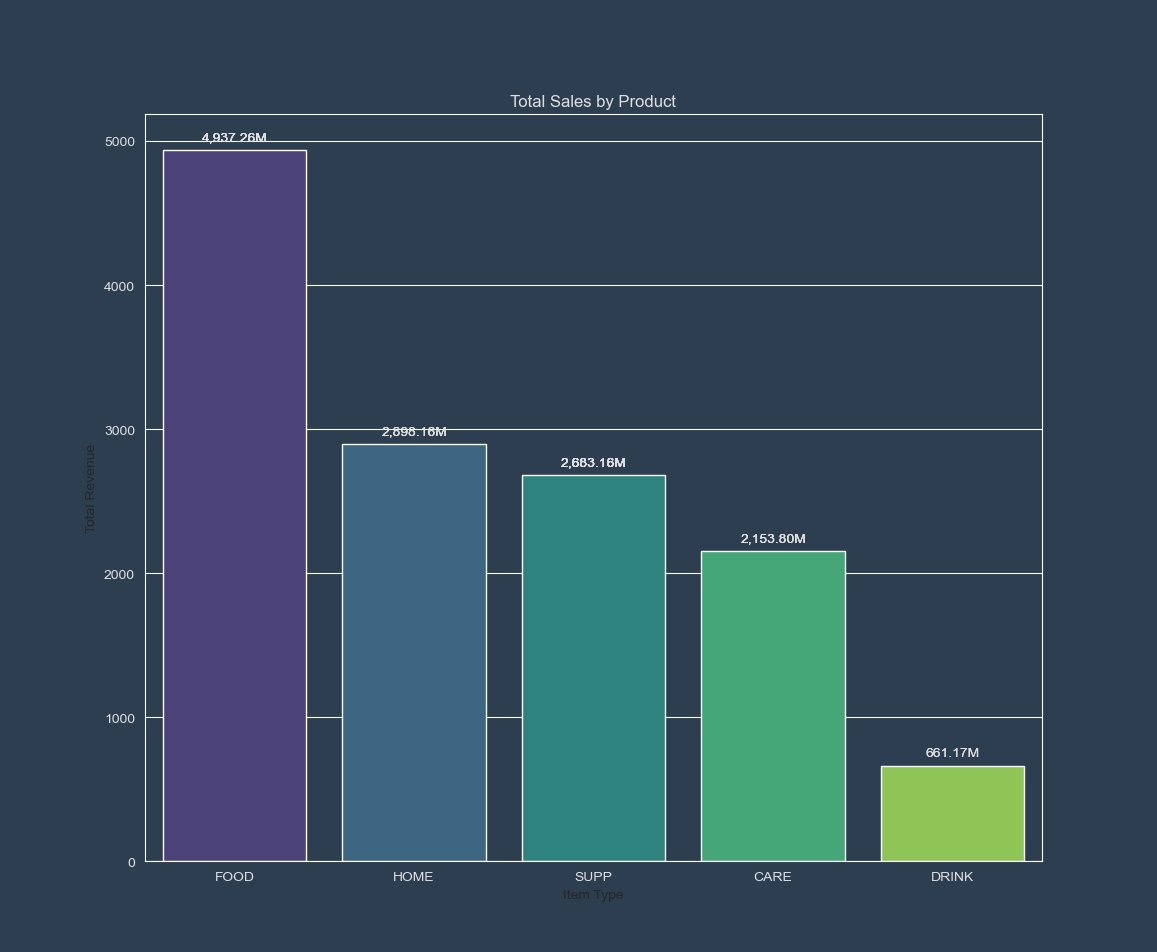 Total Sales by Product
5000
4000
3000
2000
1000
0
Total Revenue
4,937.26M
2,898.16M
2,683.16M
2,153.80M
661.17M
FOOD
HOME
SUPP
CARE
DRINK
Item Type